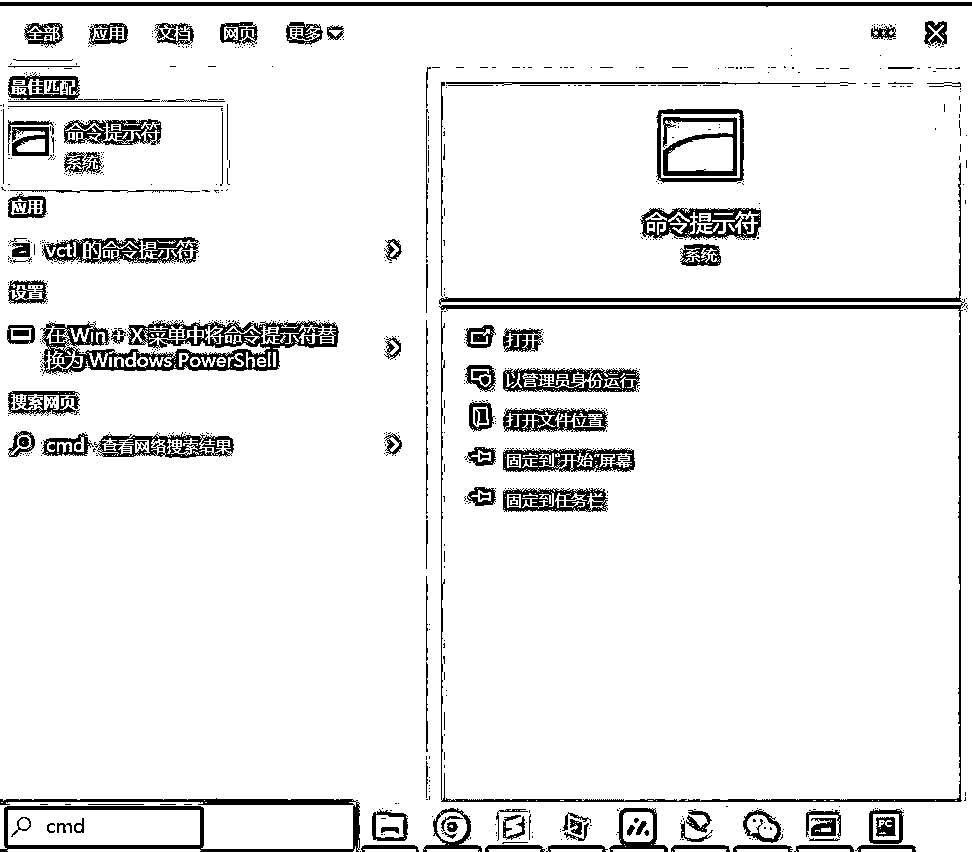 全部 应用 文档 网页 更多
最佳匹配
命令提示符
系统
应用
vctl 的命令提示符
设置
在 Win + X 菜单中将命令提示符替
换为 Windows PowerShell
搜索网页
cmd - 查看网络搜索结果
命令提示符
系统
打开
以管理员身份运行
打开文件位置
固定到"开始"屏幕
固定到任务栏
cmd